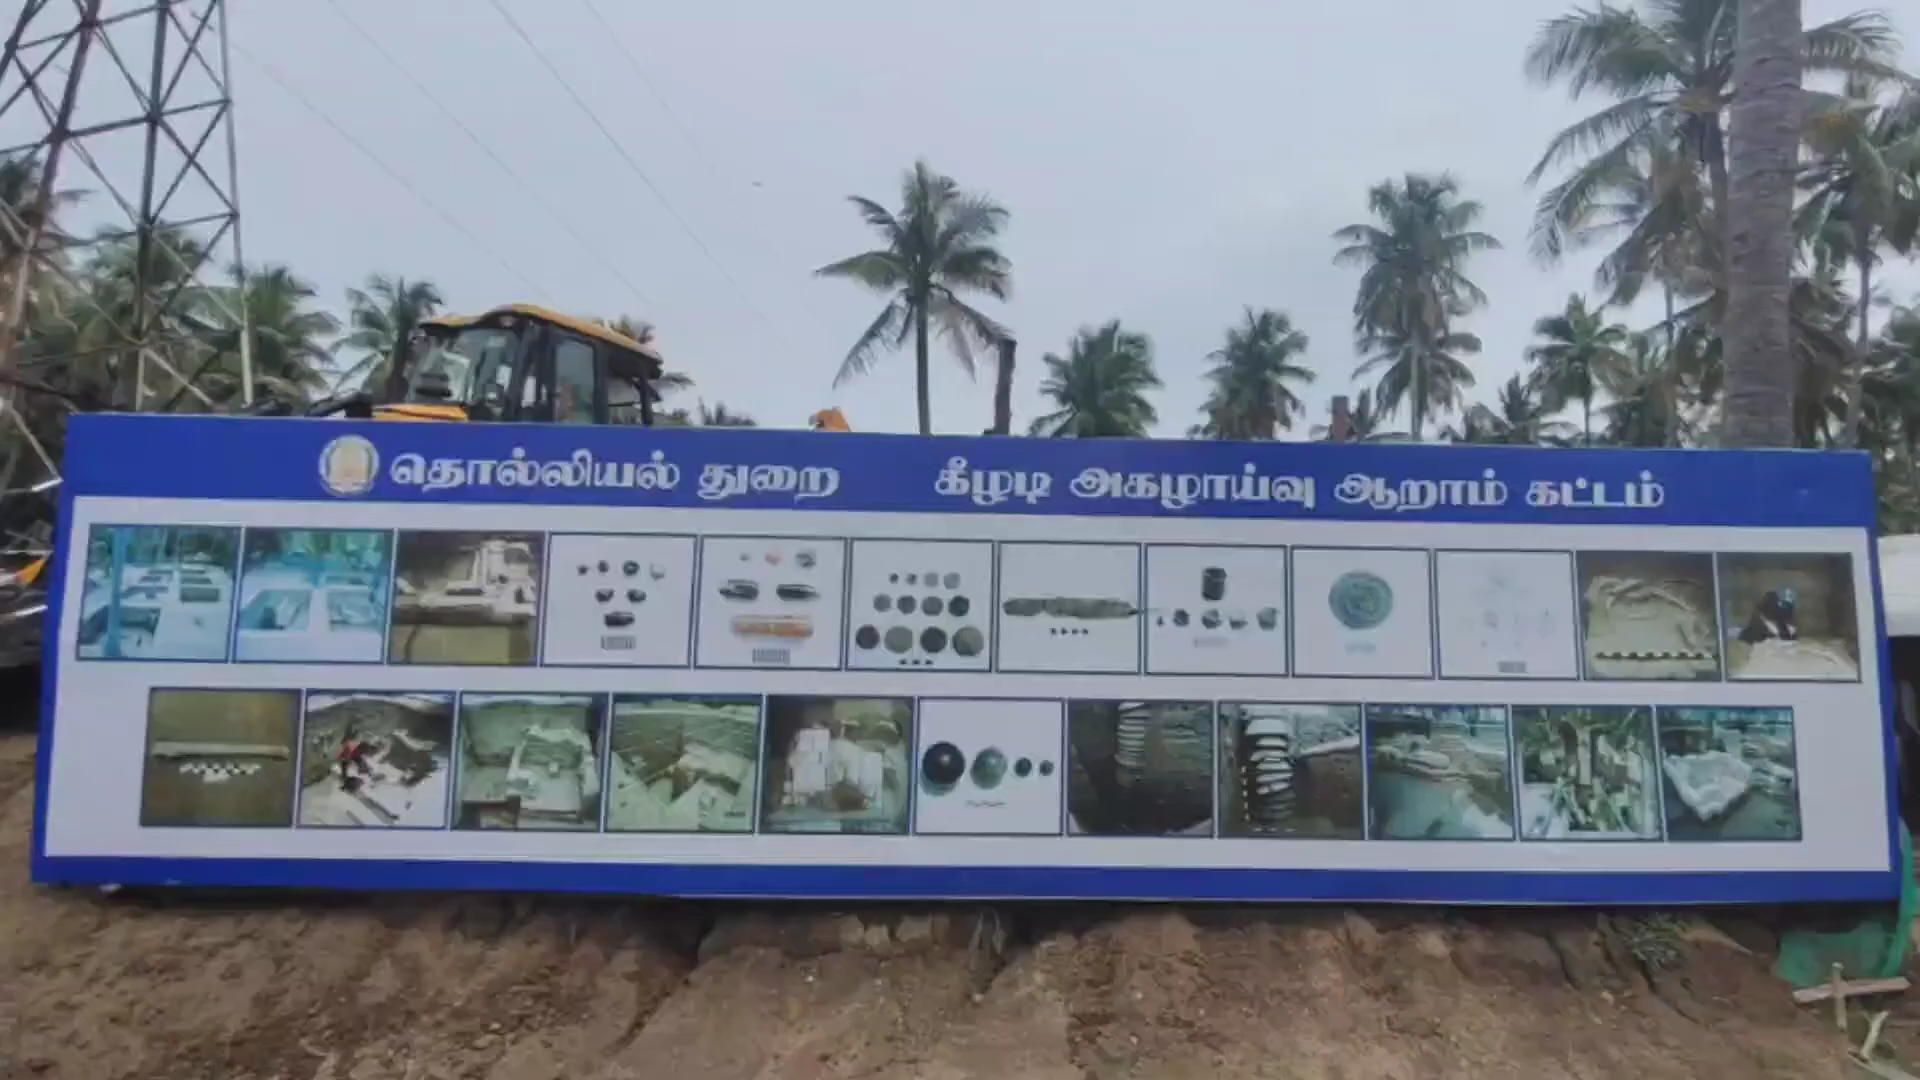 தொல்லியல் துறை கீழடி அகழாய்வு ஆறாம் கட்டம்